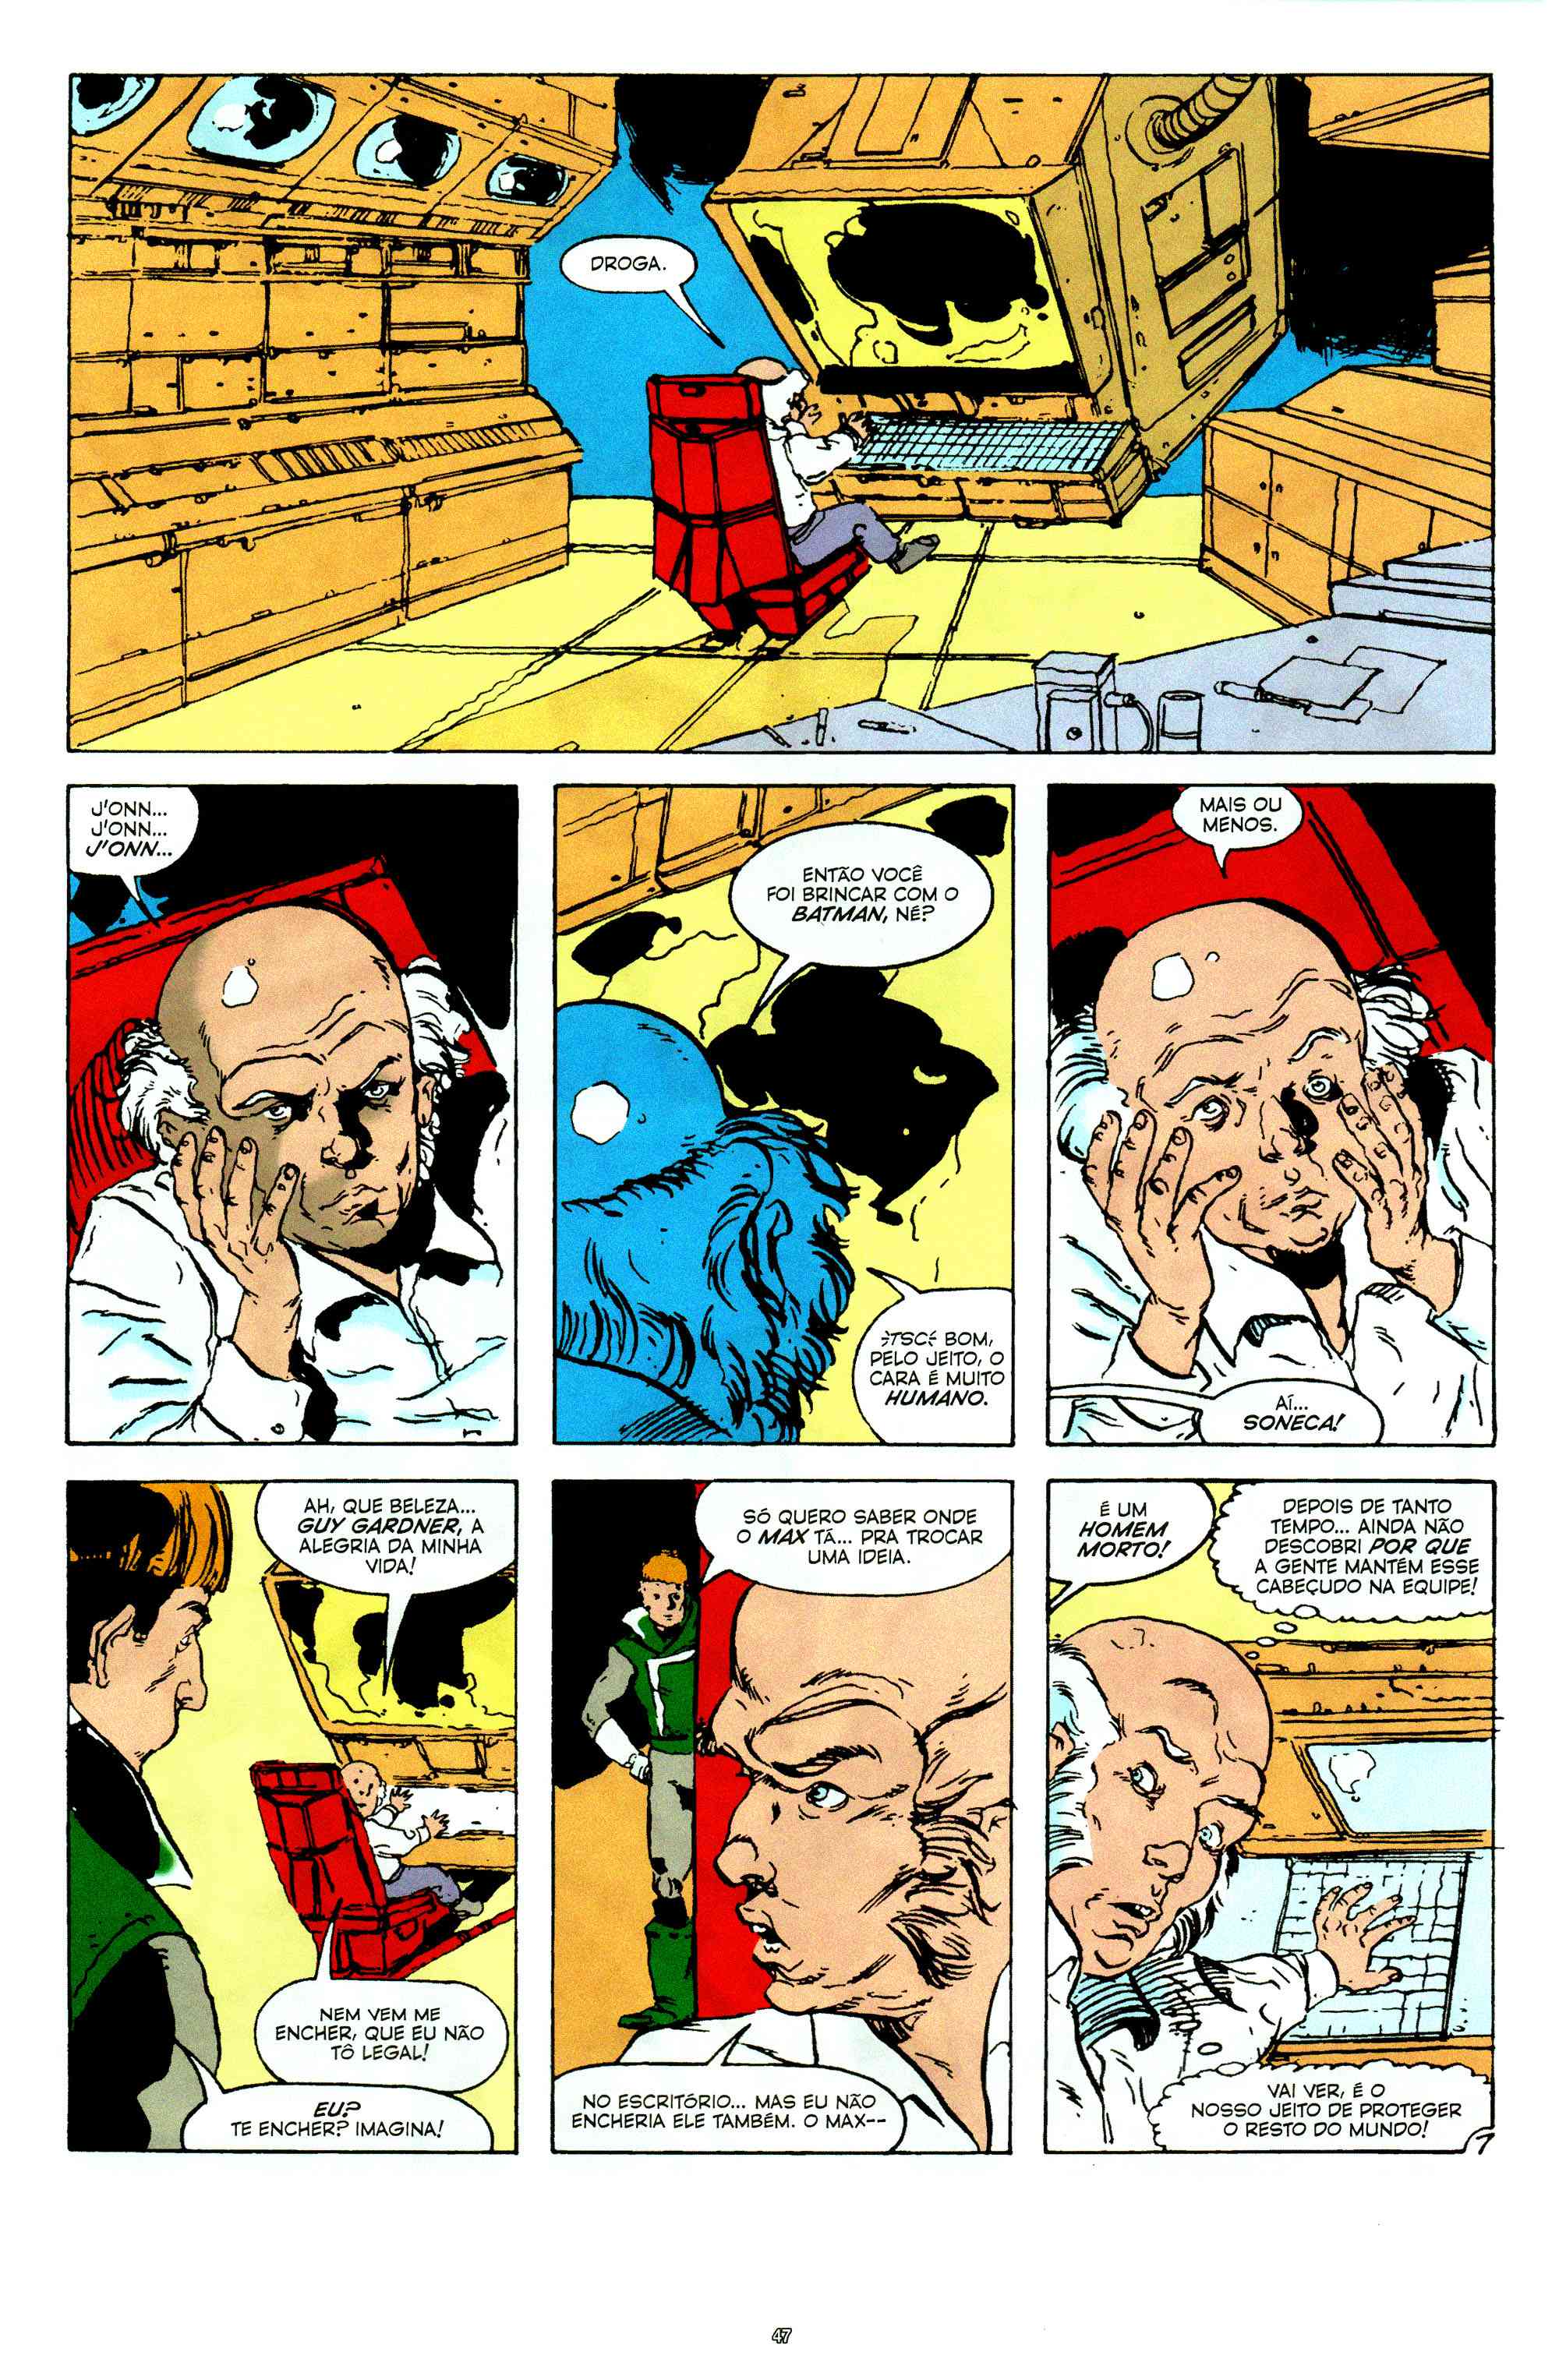 DROGA.
J'ONN...
J'ONN...
J'ONN...
ENTÃO VOCÊ
FOI BRINCAR COM O
BATMAN, NÉ?
TSC BOM,
PELO JEITO, O
CARA É MUITO
HUMANO.
MAIS OU
MENOS.
AÍ...
SONECA!
AH, QUE BELEZA...
GUY GARDNER, A
ALEGRIA DA MINHA
VIDA!
NEM VEM ME
ENCHER, QUE EU NÃO
TÔ LEGAL!
EU?
TE ENCHER? IMAGINA!
SÓ QUERO SABER ONDE
O MAX TÁ... PRA TROCAR
UMA IDEIA.
NO ESCRITÓRIO... MAS EU NÃO
ENCHERIA ELE TAMBÉM. O MAX--
É UM
HOMEM
MORTO!
DEPOIS DE TANTO
TEMPO... AINDA NÃO
DESCOBRI POR QUE
A GENTE MANTÉM ESSE
CABEÇUDO NA EQUIPE!
VAI VER, É O
NOSSO JEITO DE PROTEGER
O RESTO DO MUNDO!
7
47